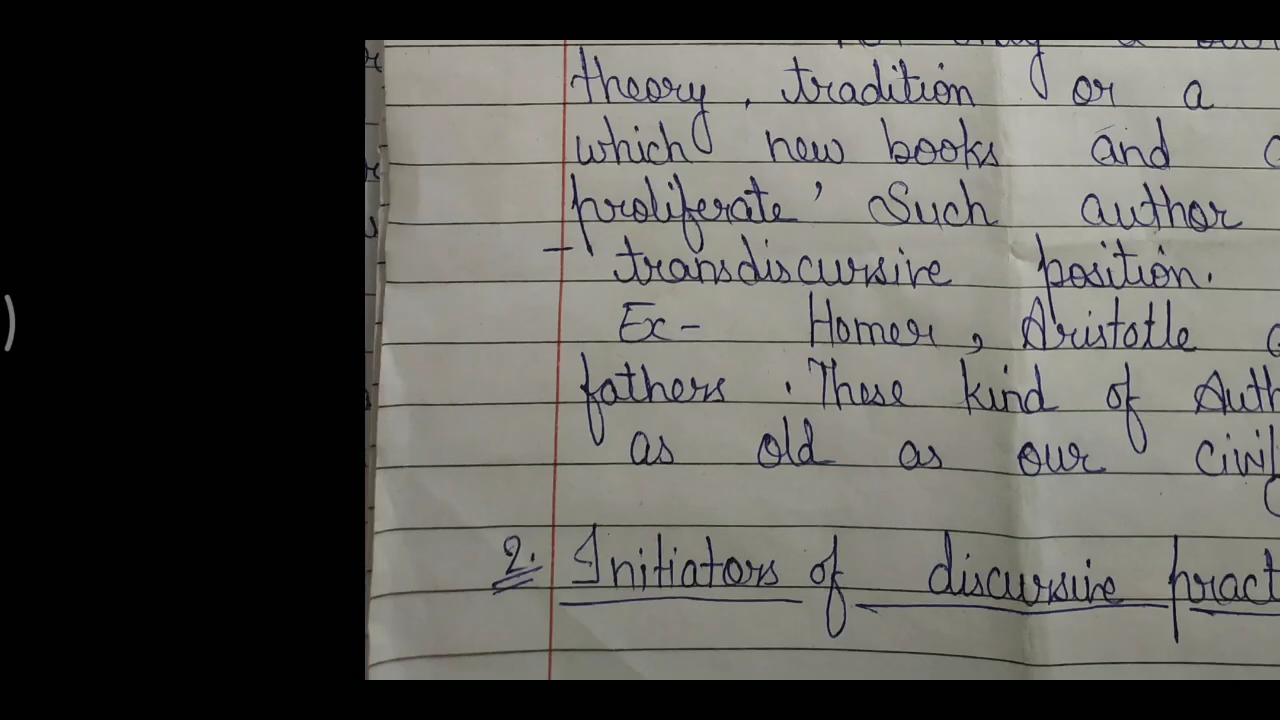 theory, tradition or a
which new books and
proliferate' Such author
- transdiscursive position.
Ex- Homer, Aristotle
fathers. These kind of Auth
as old as our civil
2. Initiators of discursive pract